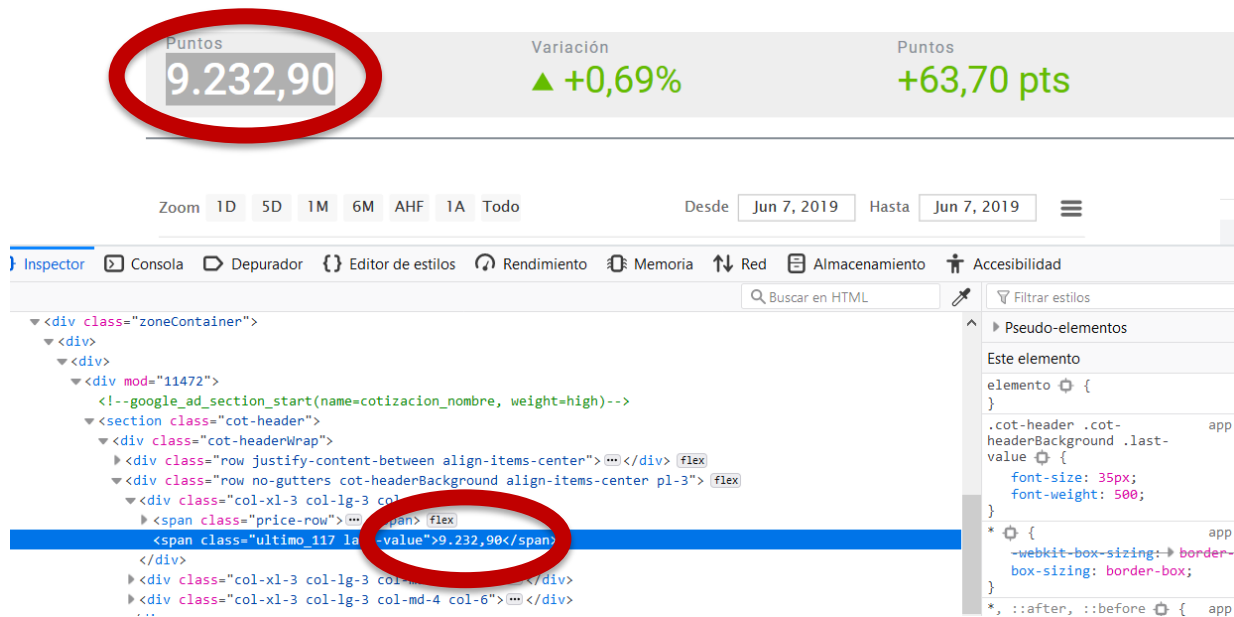 Puntos Variación Puntos
9.232,90 ▲ +0,69% +63,70 pts
Zoom 1D 5D 1M 6M AHF 1A Todo Desde Jun 7, 2019 Hasta Jun 7, 2019
Inspector Consola Depurador {} Editor de estilos Rendimiento Memoria Red Almacenamiento Accesibilidad
Buscar en HTML Filtrar estilos
<div class="zoneContainer">
<div>
<div>
<div mod="11472">
<!--google_ad_section_start(name=cotizacion_nombre, weight=high)-->
<section class="cot-header">
<div class="cot-headerWrap">
<div class="row justify-content-between align-items-center"></div> flex
<div class="row no-gutters cot-headerBackground align-items-center pl-3"> flex
<div class="col-xl-3 col-lg-3
<span class="price-row"> flex
<span class="ultimo_117 value">9.232,90</span>
</div>
<div class="col-xl-3 col-lg-3 </div>
<div class="col-xl-3 col-lg-3 col-md-4 col-6"></div>
Pseudo-elementos
Este elemento
elemento {
}
.cot-header .cot- app
headerBackground .last-
value {
font-size: 35px;
font-weight: 500;
}
* { app
-webkit-box-sizing: border-
box-sizing: border-box;
}
*, ::after, ::before { app